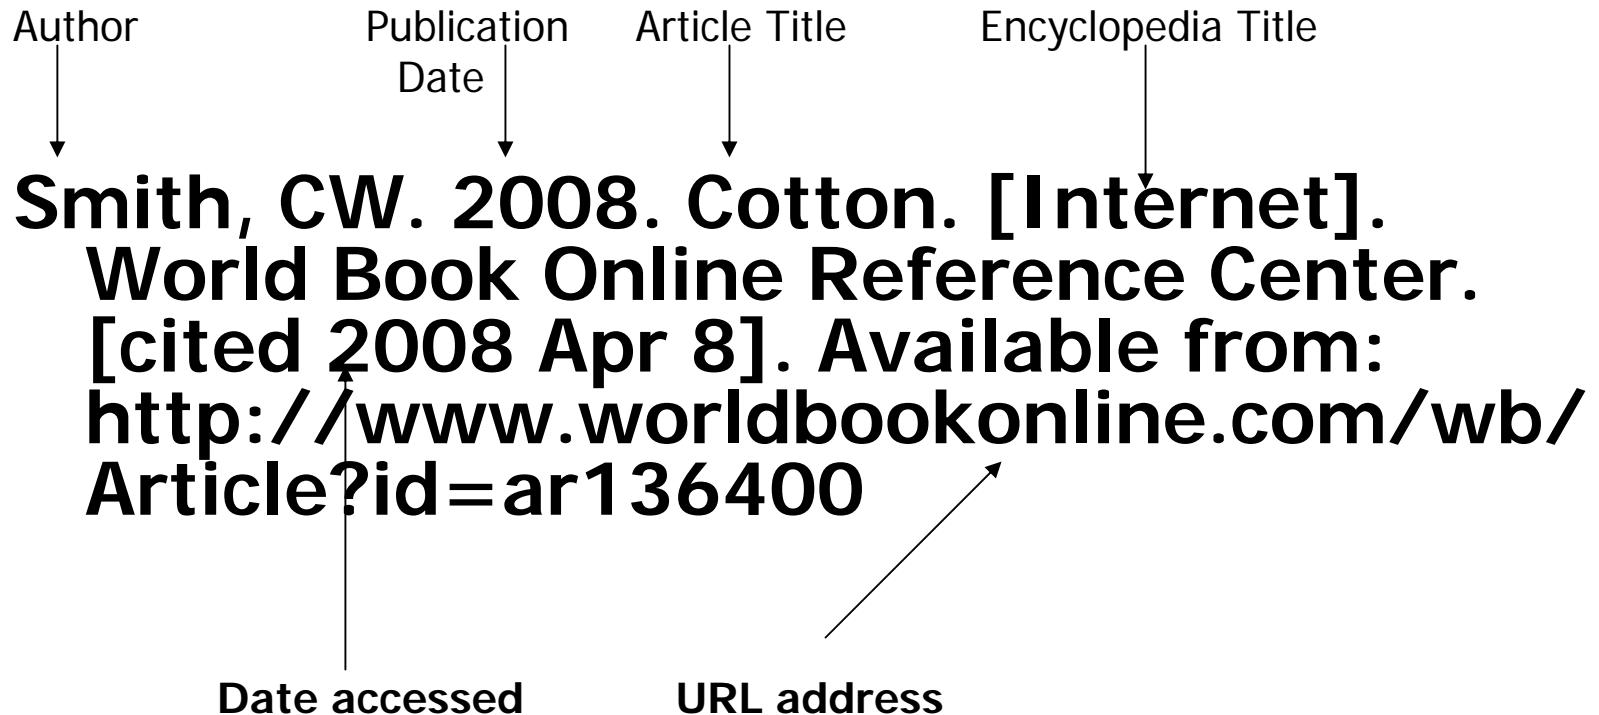 Author Publication Article Title Encyclopedia Title
Date
Smith, CW. 2008. Cotton. [Internet].
World Book Online Reference Center.
[cited 2008 Apr 8]. Available from:
http://www.worldbookonline.com/wb/
Article?id=ar136400
Date accessed URL address